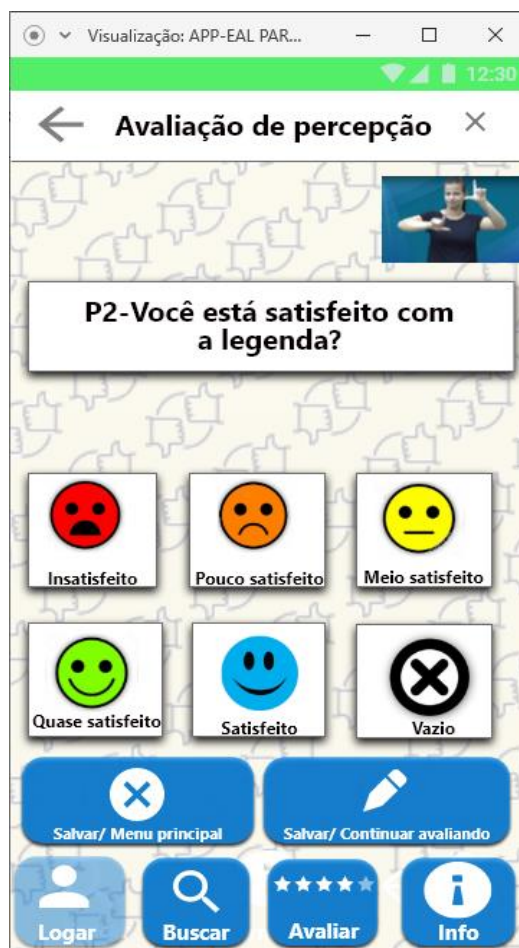 Visualização: APP-EAL PAR...
12:30
Avaliação de percepção
P2-Você está satisfeito com
a legenda?
Insatisfeito
Pouco satisfeito
Meio satisfeito
Quase satisfeito
Satisfeito
Vazio
Salvar/ Menu principal
Salvar/ Continuar avaliando
Logar
Buscar
Avaliar
Info